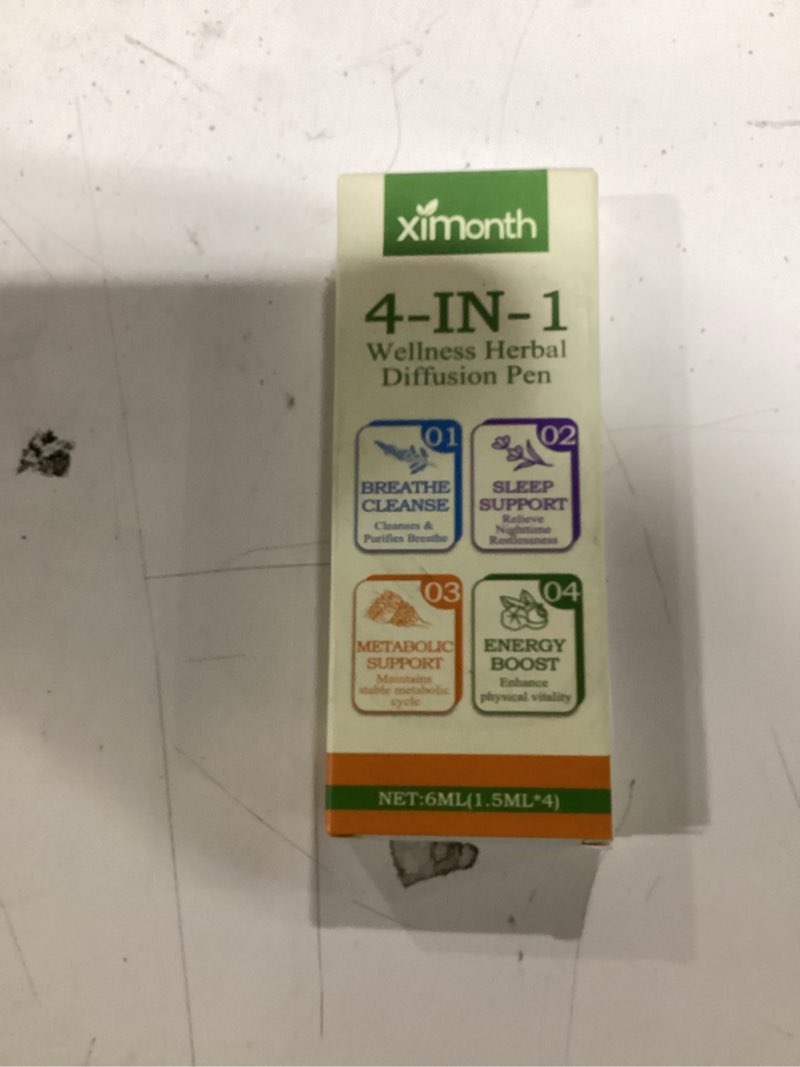 ximonth
4-IN-1
Wellness Herbal
Diffusion Pen
01
BREATHE
CLEANSE
Cleanses &
Purifies Breathe
02
SLEEP
SUPPORT
Relieve
Nighttime
Restlessness
03
METABOLIC
SUPPORT
Maintains
stable metabolic
cycle
04
ENERGY
BOOST
Enhance
physical vitality
NET:6ML(1.5ML*4)